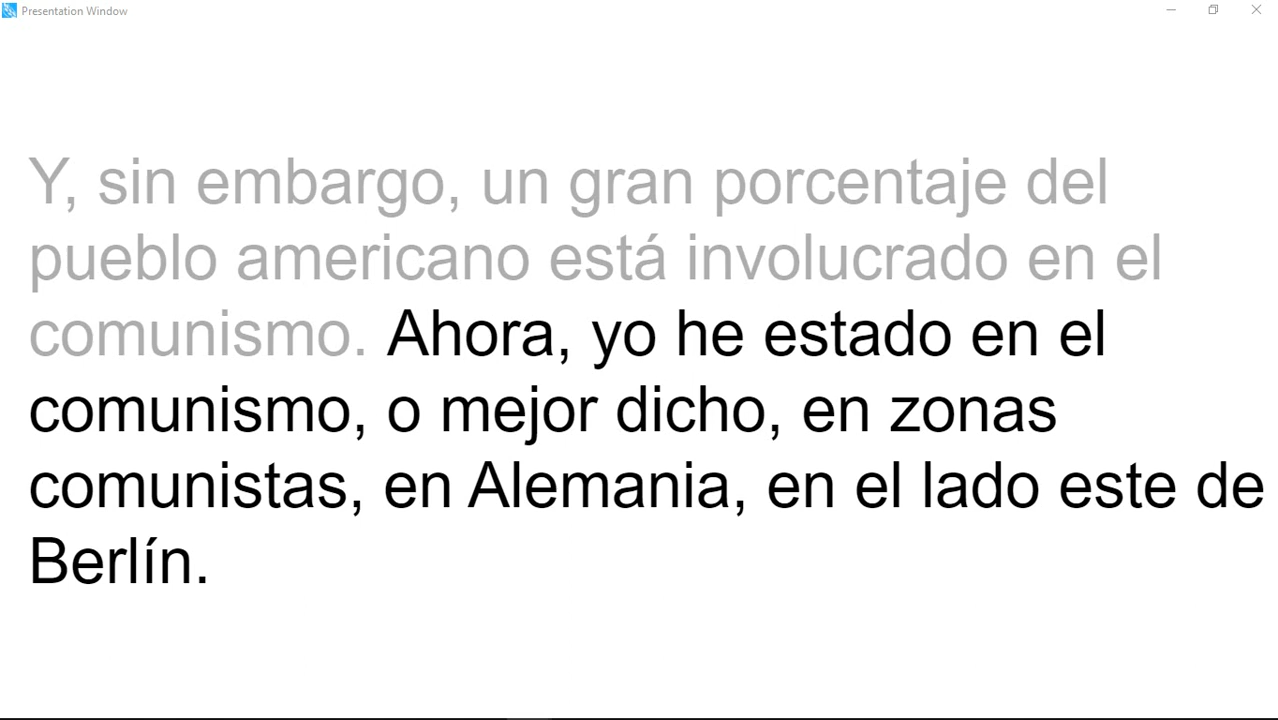 Presentation Window
Y, sin embargo, un gran porcentaje del
pueblo americano está involucrado en el
comunismo. Ahora, yo he estado en el
comunismo, o mejor dicho, en zonas
comunistas, en Alemania, en el lado este de
Berlín.